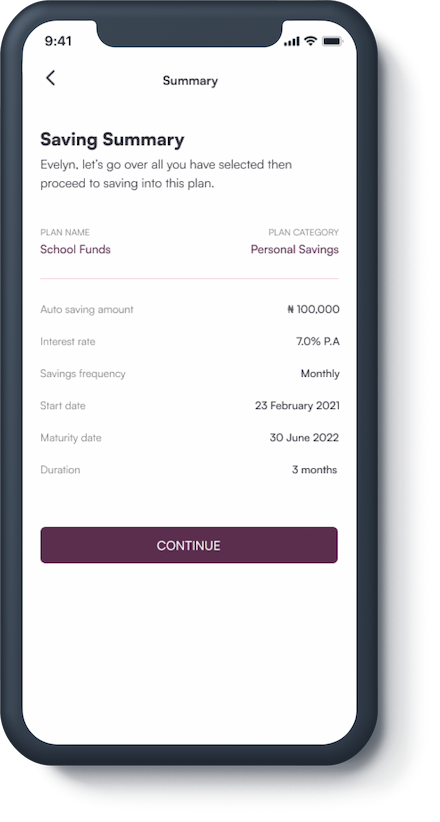 9:41
Summary
Saving Summary
Evelyn, let's go over all you have selected then
proceed to saving into this plan.
PLAN NAME PLAN CATEGORY
School Funds Personal Savings
Auto saving amount ₦ 100,000
Interest rate 7.0% P.A
Savings frequency Monthly
Start date 23 February 2021
Maturity date 30 June 2022
Duration 3 months
CONTINUE